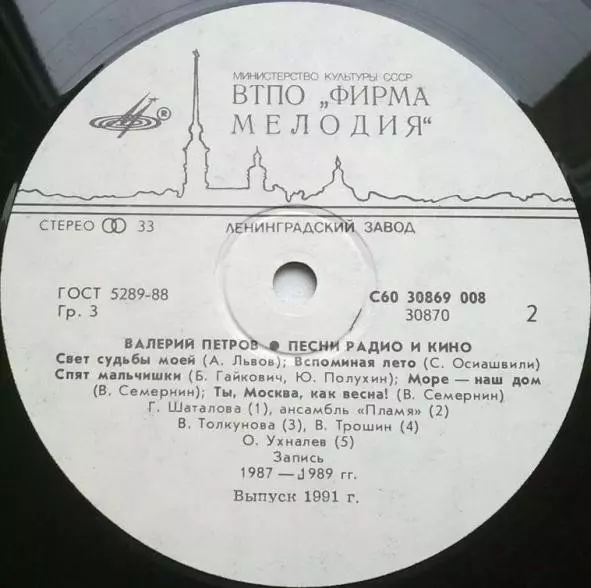 МИНИСТЕРСТВО КУЛЬТУРЫ СССР
ВТПО „ФИРМА
МЕЛОДИЯ“
®
СТЕРЕО 33 ЛЕНИНГРАДСКИЙ ЗАВОД
ГОСТ 5289-88 С60 30869 008
Гр. 3 30870 2
ВАЛЕРИЙ ПЕТРОВ ● ПЕСНИ РАДИО И КИНО
Свет судьбы моей (А. Львов); Вспоминая лето (С. Осиашвили)
Спят мальчишки (Б. Гайкович, Ю. Полухин); Море — наш дом
(В. Семернин); Ты, Москва, как весна! (В. Семернин)
Г. Шаталова (1), ансамбль «Пламя» (2)
В. Толкунова (3), В. Трошин (4)
О. Ухналев (5)
Запись
1987—1989 гг.
Выпуск 1991 г.